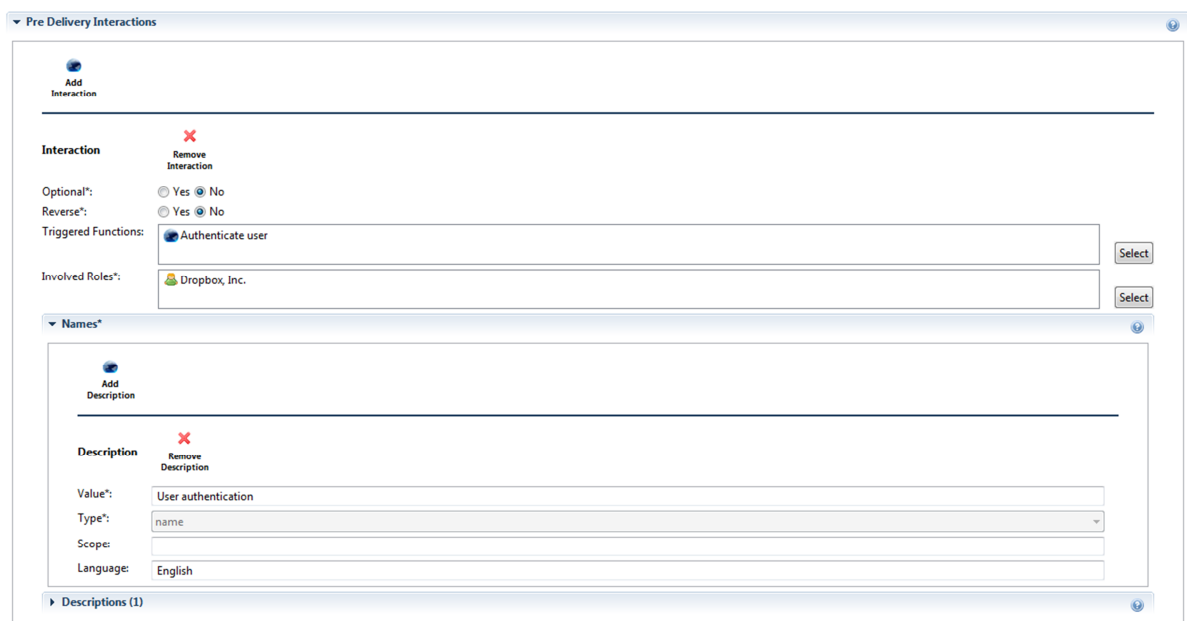 Pre Delivery Interactions
Add
Interaction
Interaction
Remove
Interaction
Optional*: Yes No
Reverse*: Yes No
Triggered Functions: Authenticate user
Select
Involved Roles*: Dropbox, Inc.
Select
Names*
Add
Description
Description
Remove
Description
Value*: User authentication
Type*: name
Scope:
Language: English
Descriptions (1)